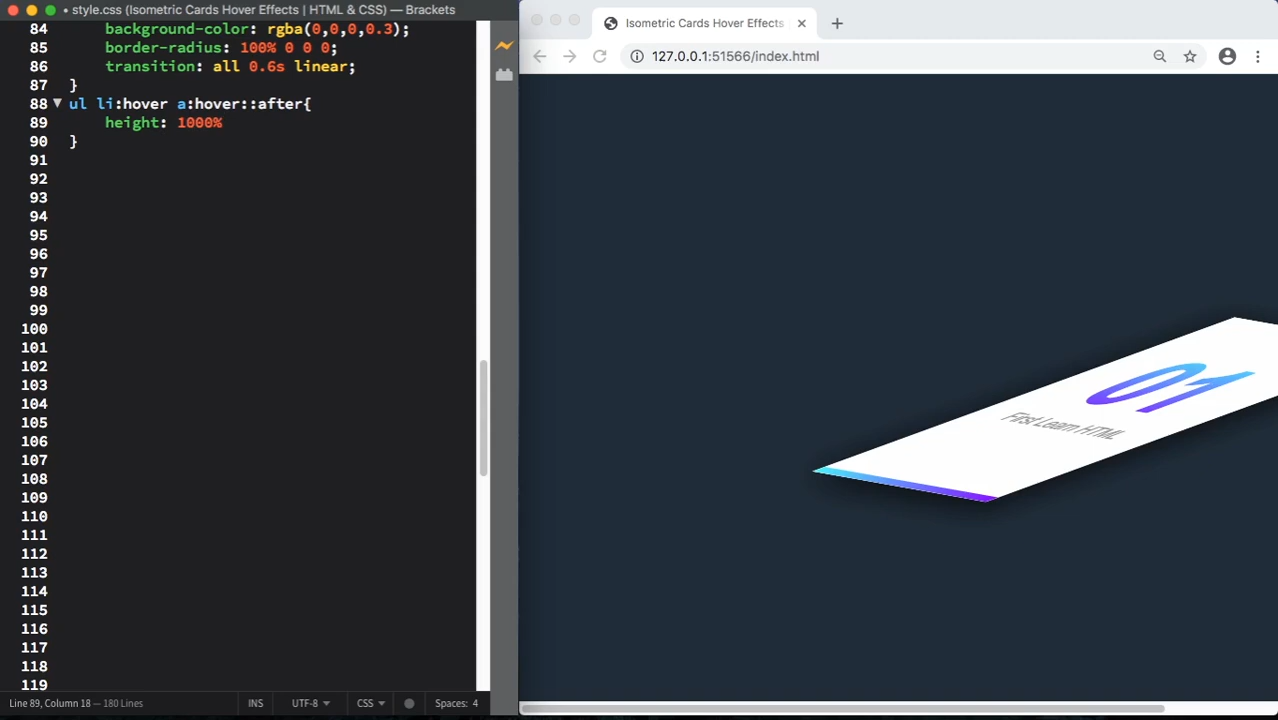 style.css (Isometric Cards Hover Effects | HTML & CSS) — Brackets
84 background-color: rgba(0,0,0,0.3);
85 border-radius: 100% 0 0 0;
86 transition: all 0.6s linear;
87 }
88 ul li:hover a:hover::after{
89 height: 1000%
90 }
91
92
93
94
95
96
97
98
99
100
101
102
103
104
105
106
107
108
109
110
111
112
113
114
115
116
117
118
119
Line 89, Column 18 — 180 Lines
INS
UTF-8
CSS
Spaces: 4
Isometric Cards Hover Effects
127.0.0.1:51566/index.html
01
First Learn HTML